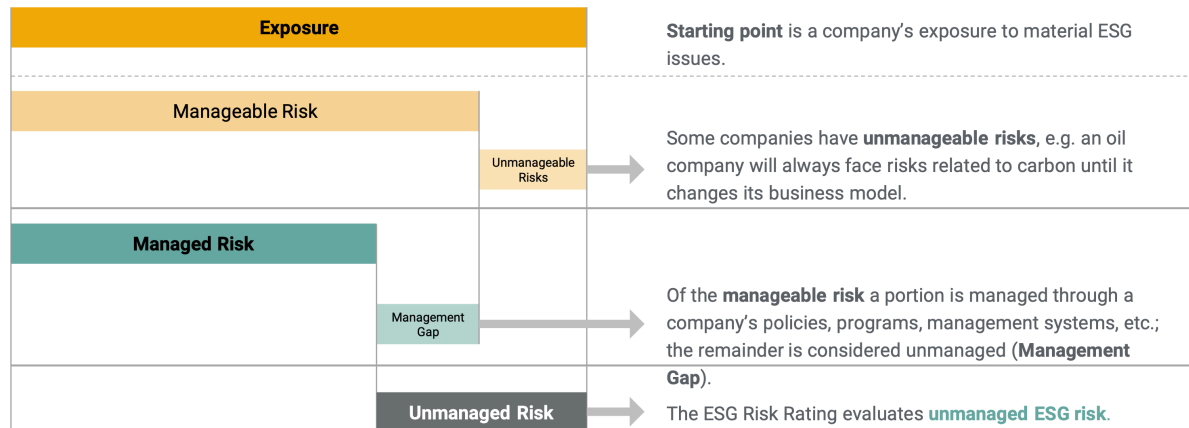 Exposure
Starting point is a company's exposure to material ESG
issues.
Manageable Risk
Unmanageable
Risks
Some companies have unmanageable risks, e.g. an oil
company will always face risks related to carbon until it
changes its business model.
Managed Risk
Management
Gap
Of the manageable risk a portion is managed through a
company's policies, programs, management systems, etc.;
the remainder is considered unmanaged (Management
Gap).
Unmanaged Risk
The ESG Risk Rating evaluates unmanaged ESG risk.